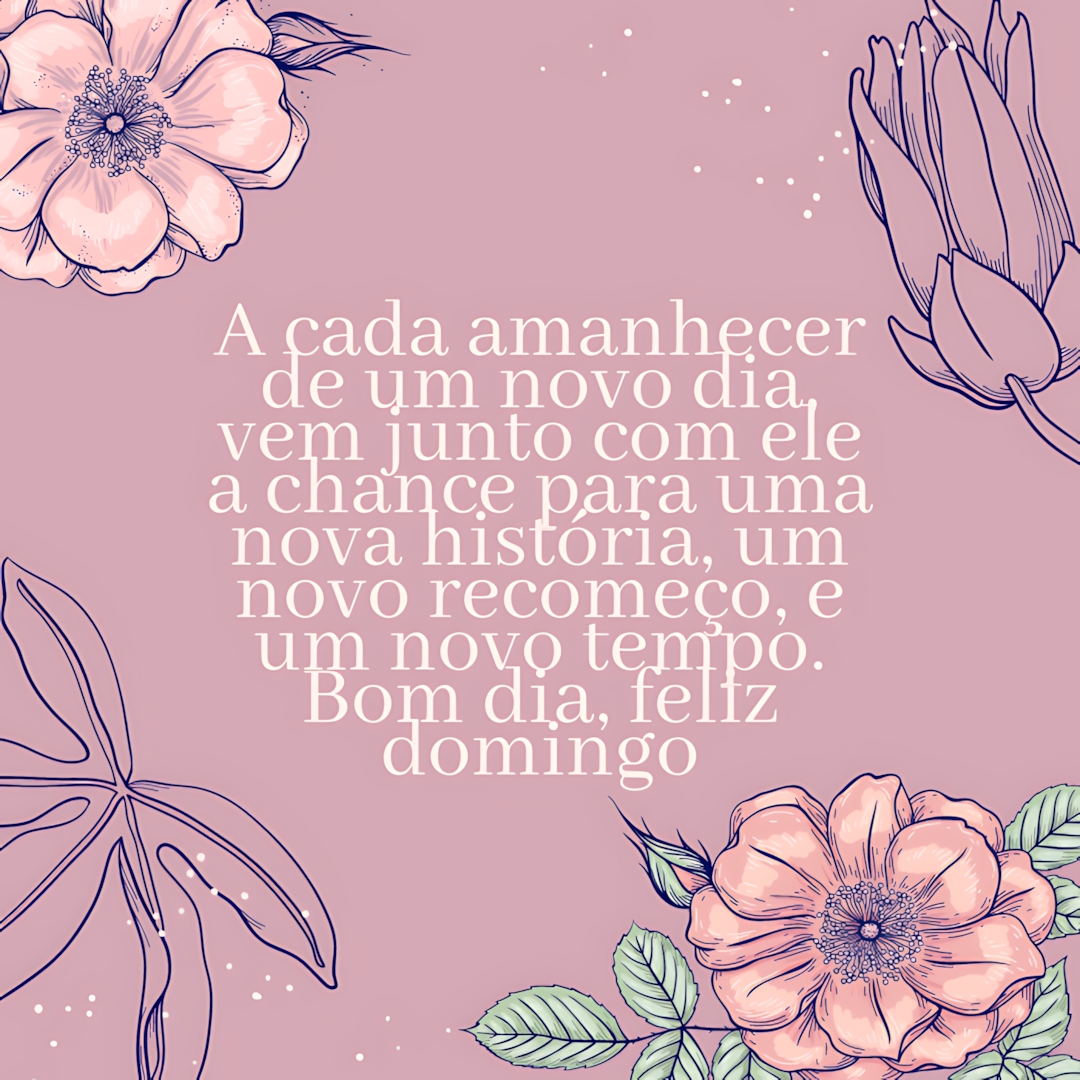 A cada amanhecer
de um novo dia,
vem junto com ele
a chance para uma
nova história, um
novo recomeço, e
um novo tempo.
Bom dia, feliz
domingo